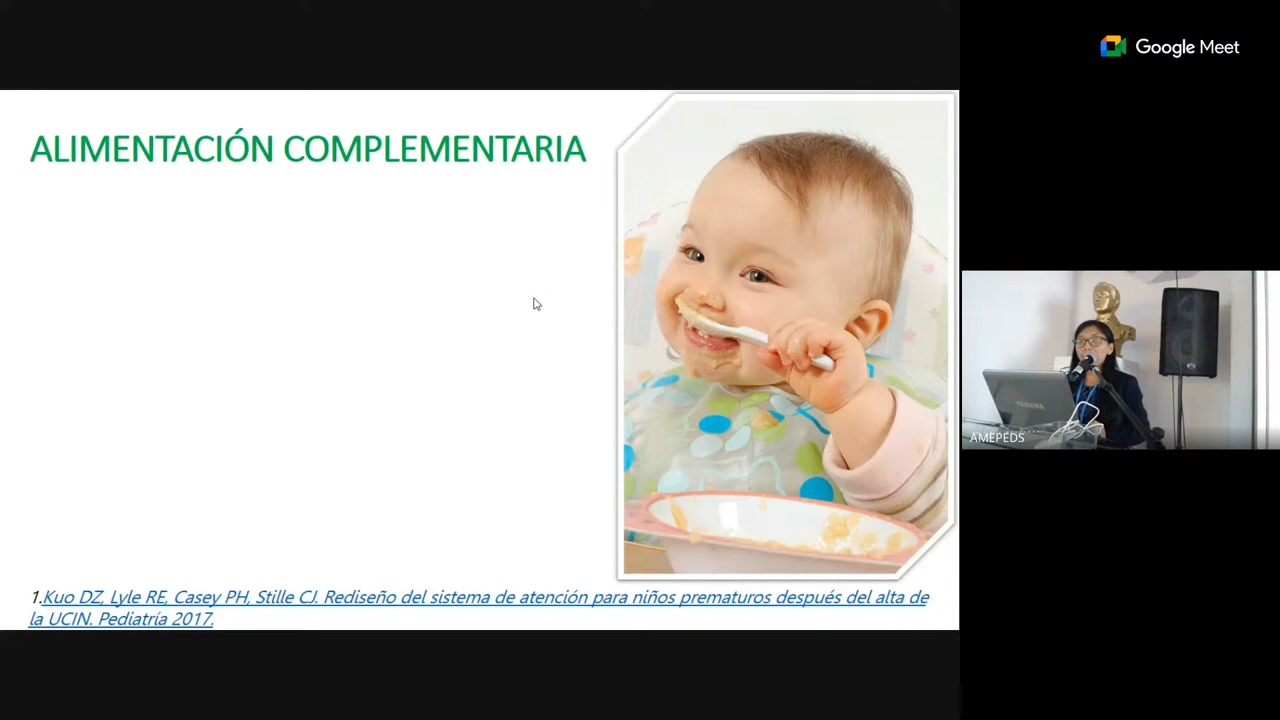 Google Meet
ALIMENTACIÓN COMPLEMENTARIA
TOSHIBA
AMEPEDS
1.Kuo DZ, Lyle RE, Casey PH, Stille CJ. Rediseño del sistema de atención para niños prematuros después del alta de
la UCIN. Pediatría 2017.